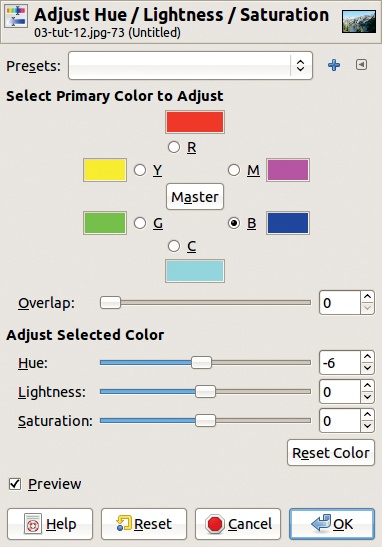 Adjust Hue / Lightness / Saturation
03-tut-12.jpg-73 (Untitled)
Presets:
Select Primary Color to Adjust
R
Y
M
Master
G
B
C
Overlap: 0
Adjust Selected Color
Hue: -6
Lightness: 0
Saturation: 0
Reset Color
Preview
Help Reset Cancel OK